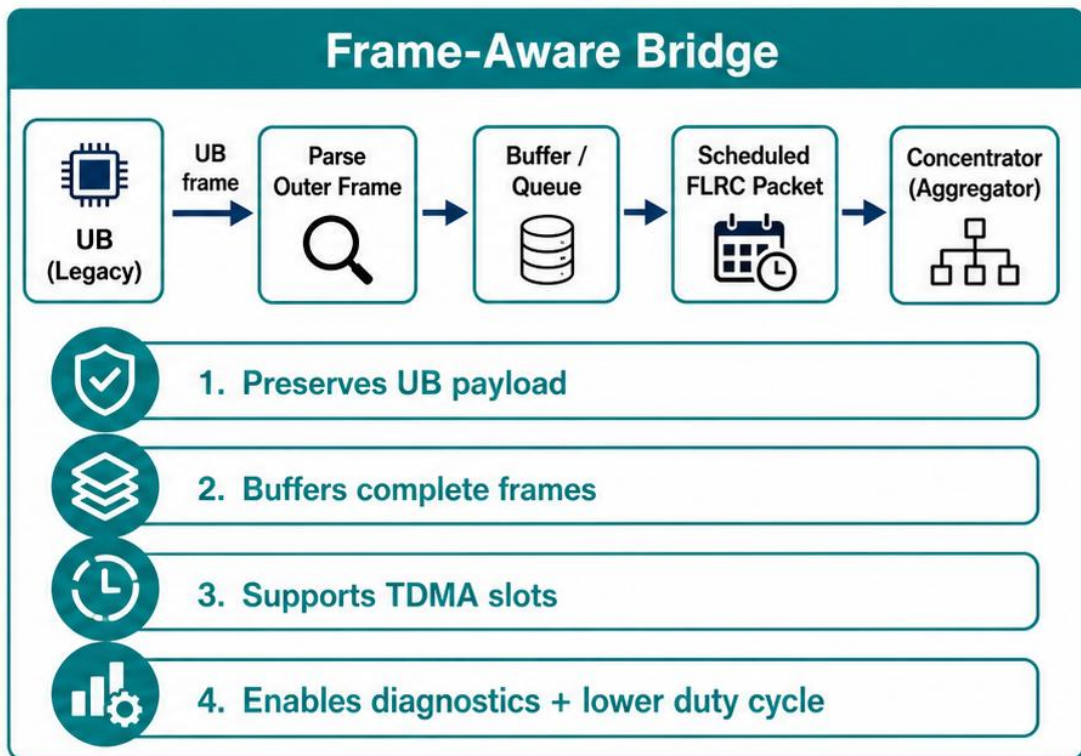 Frame-Aware Bridge
UB
(Legacy)
UB
frame
Parse
Outer Frame
Buffer /
Queue
Scheduled
FLRC Packet
Concentrator
(Aggregator)
1. Preserves UB payload
2. Buffers complete frames
3. Supports TDMA slots
4. Enables diagnostics + lower duty cycle